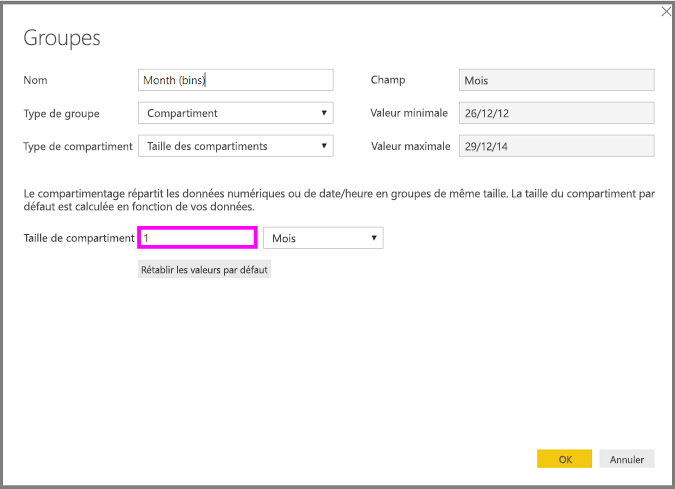 Groupes
Nom Month (bins) Champ Mois
Type de groupe Compartiment Valeur minimale 26/12/12
Type de compartiment Taille des compartiments Valeur maximale 29/12/14
Le compartimentage répartit les données numériques ou de date/heure en groupes de même taille. La taille du compartiment par
défaut est calculée en fonction de vos données.
Taille de compartiment 1 Mois
Rétablir les valeurs par défaut
OK Annuler